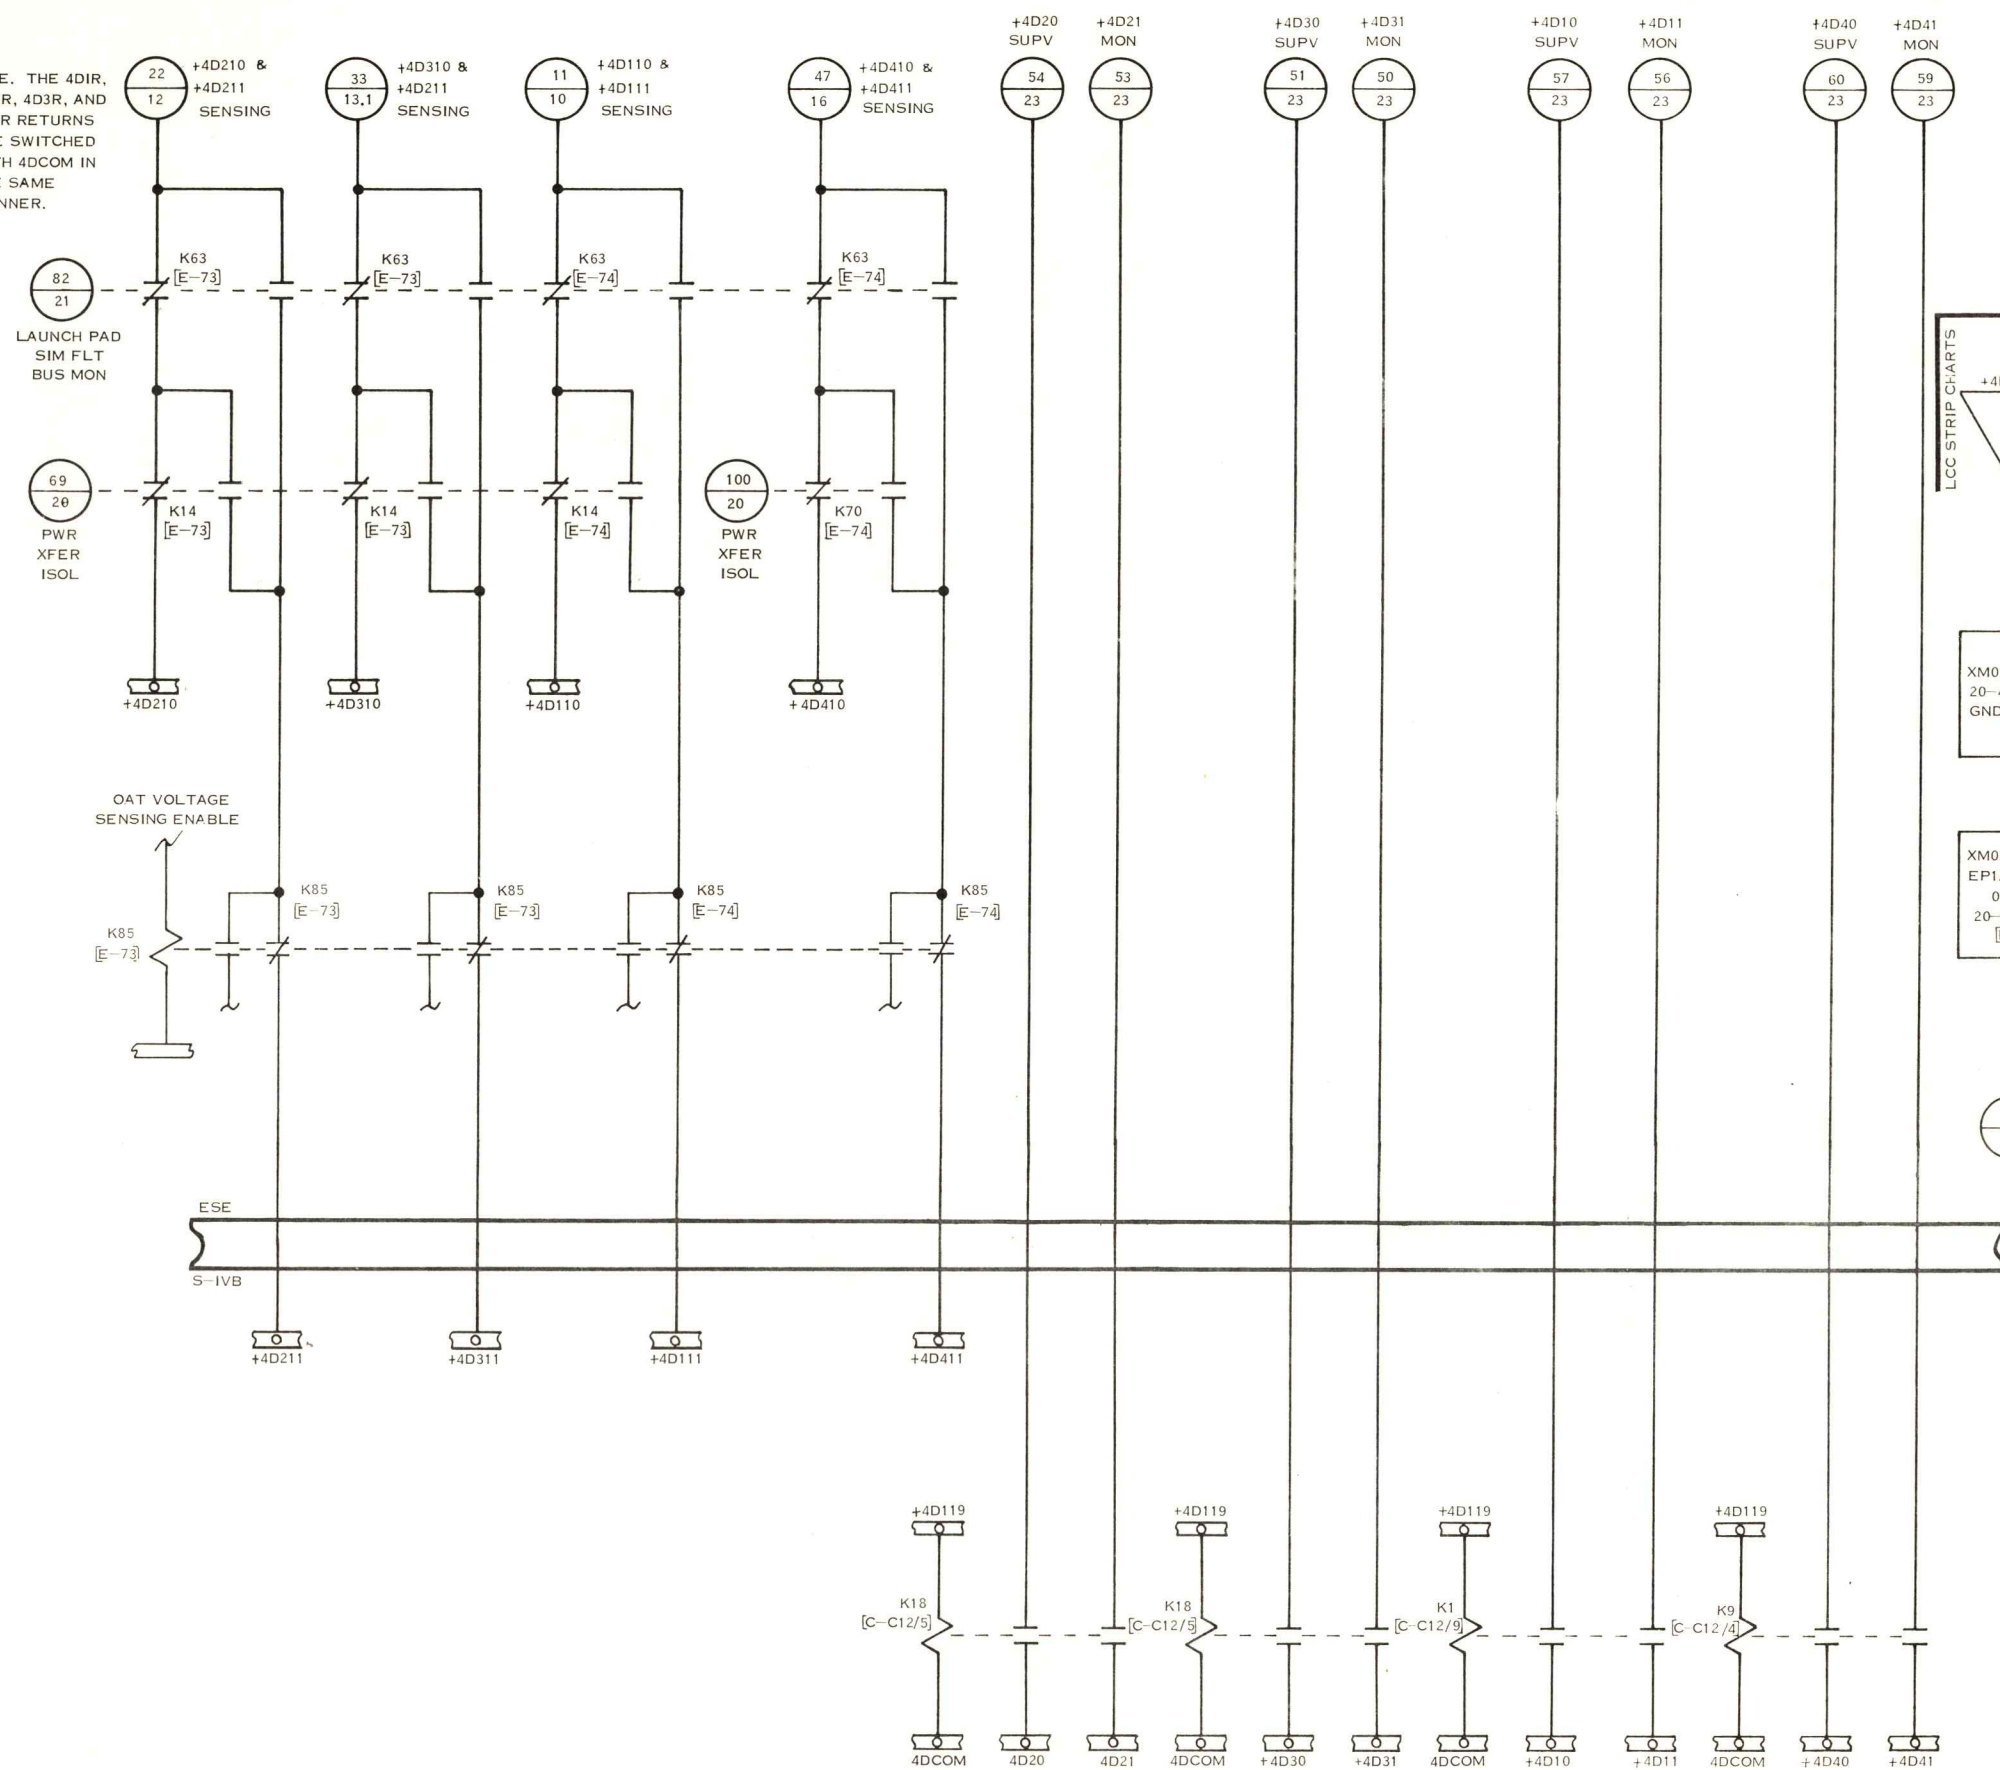 E. THE 4DIR,
R, 4D3R, AND
R RETURNS
E SWITCHED
TH 4DCOM IN
E SAME
NNER.
22
12
+4D210 &
+4D211
SENSING
33
13.1
+4D310 &
+4D211
SENSING
11
10
+4D110 &
+4D111
SENSING
47
16
+4D410 &
+4D411
SENSING
+4D20
SUPV
54
23
+4D21
MON
53
23
+4D30
SUPV
51
23
+4D31
MON
50
23
+4D10
SUPV
57
23
+4D11
MON
56
23
+4D40
SUPV
60
23
+4D41
MON
59
23
82
21
LAUNCH PAD
SIM FLT
BUS MON
K63
[E-73]
K63
[E-73]
K63
[E-74]
K63
[E-74]
LCC STRIP CHARTS
69
20
PWR
XFER
ISOL
K14
[E-73]
K14
[E-73]
K14
[E-74]
100
20
PWR
XFER
ISOL
K70
[E-74]
+4D210
+4D310
+4D110
+4D410
XM0
20-
GND
OAT VOLTAGE
SENSING ENABLE
K85
[E-73]
K85
[E-73]
K85
[E-73]
K85
[E-74]
K85
[E-74]
XM0
EP1
0
20-
ESE
S-IVB
+4D211
+4D311
+4D111
+4D411
+4D119
K18
[C-C12/5]
4DCOM
4D20
4D21
+4D119
K18
[C-C12/5]
4DCOM
+4D30
+4D31
+4D119
K1
[C-C12/9]
4DCOM
+4D10
+4D11
+4D119
K9
[C-C12/4]
4DCOM
+4D40
+4D41